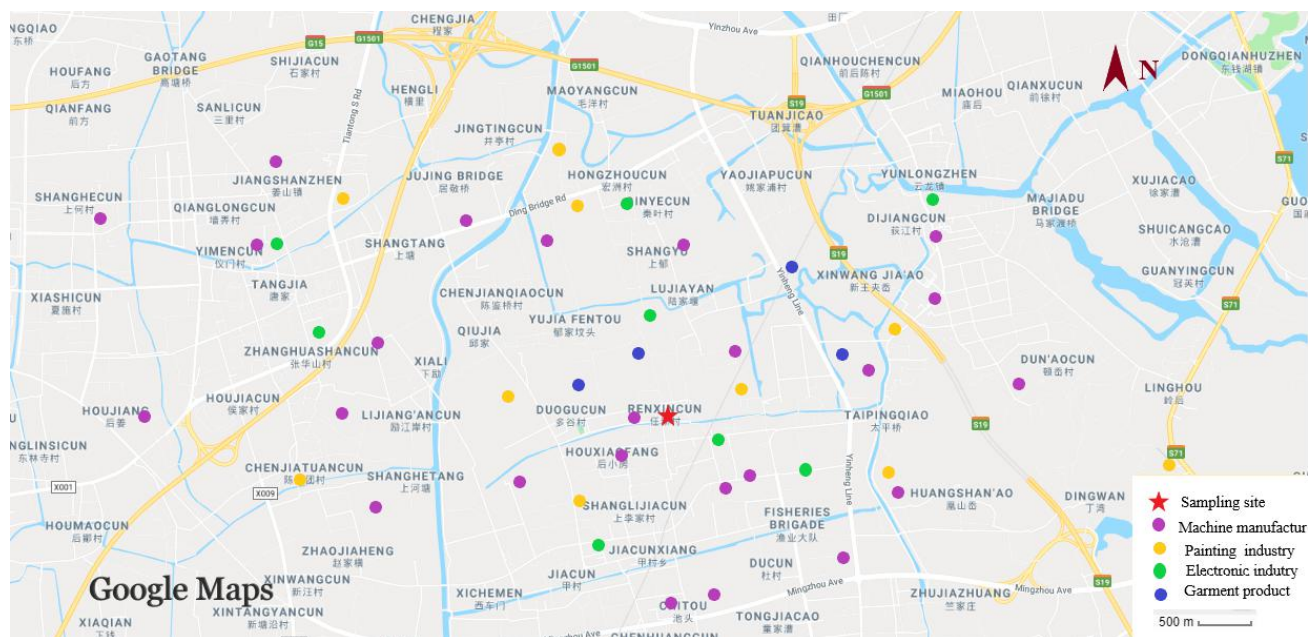 NGQIAO
东桥
GAOTANG
BRIDGE
高塘桥
SHIJIACUN
石家村
G15
G1501
CHENGJIA
程家
Yinzhou Ave
田厂
QIANHOUCHENCUN
前后陈村
DONGQIANHUZHEN
东钱湖镇
N
HOUFANG
后方
QIANFANG
前方
SANLICUN
三里村
Tiantong S Rd
HENGLI
横里
G1501
MAOYANGCUN
毛洋村
S19
G1501
TUANJICAO
团箕漕
MIAOHOU
庙后
QIANXUCUN
前徐村
JINGTINGCUN
井亭村
S71
JIANGSHANZHEN
姜山镇
JUJING BRIDGE
居敬桥
HONGZHOUCUN
宏洲村
YAOJIAPUCUN
姚家浦村
YUNLONGZHEN
云龙镇
XUJIACAO
徐家漕
SHANGHECUN
上何村
QIANGLONGCUN
墙弄村
Ding Bridge Rd
INYECUN
秦叶村
DIJIANGCUN
荻江村
MAJIADU
BRIDGE
马家渡桥
GUO
SHUICANGCAO
水沧漕
YIMENCUN
仪门村
SHANGTANG
上塘
SHANGYU
上郁
S19
XINWANG JIA'AO
新王夹岙
GUANYINGCUN
冠英村
XIASHICUN
夏施村
TANGJIA
唐家
CHENJIANQIAOCUN
陈鉴桥村
LUJIAYAN
陆家堰
Yinheng Line
S71
QIUJIA
邱家
YUJIA FENTOU
郁家坟头
ZHANGHUASHANCUN
张华山村
XIALI
下励
DUN'AOCUN
顿岙村
LINGHOU
岭后
HOUJIANG
后姜
HOUJIACUN
侯家村
LIJIANG'ANCUN
励江岸村
DUOGUCUN
多谷村
RENXINCUN
TAIPINGQIAO
太平桥
S19
NGLINSICUN
东林寺村
HOUXIAOFANG
后小房
S71
CHENJIATUANCUN
X001
X009
SHANGHETANG
上河塘
Yinheng Line
HUANGSHAN'AO
凰山岙
DINGWAN
丁湾
HOUMAOCUN
后鄮村
SHANGLIJIACUN
上李家村
FISHERIES
BRIGADE
渔业大队
ZHAOJIAHENG
赵家横
JIACUNXIANG
甲村乡
DUCUN
杜村
XINWANGCUN
新汪村
JIACUN
甲村
Mingzhou Ave
Mingzhou Ave
S19
XICHEMEN
西车门
ZHUJIAZHUANG
竺家庄
XINTANGYANCUN
新塘沿村
池头
TONGJIACAO
童家漕
XIAQIAN
下钱
CHENHUANGCUN
Google Maps
Sampling site
Machine manufactur
Painting industry
Electronic indutry
Garment product
500 m